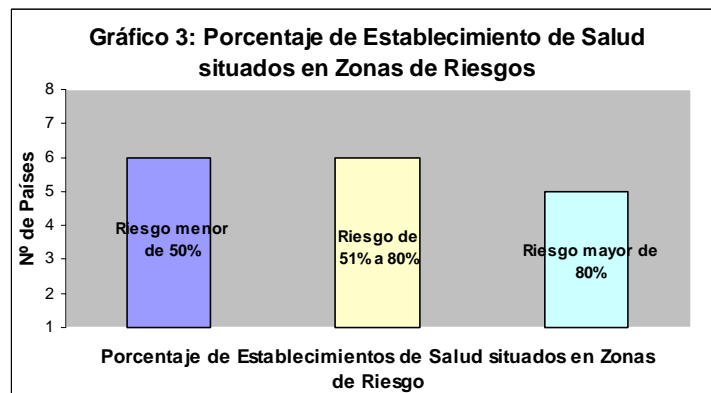 Gráfico 3: Porcentaje de Establecimiento de Salud
situados en Zonas de Riesgos
8
7
6
5
4
3
2
1
Nº de Países
Riesgo menor
de 50%
Riesgo de
51% a 80%
Riesgo mayor de
80%
Porcentaje de Establecimientos de Salud situados en Zonas
de Riesgo